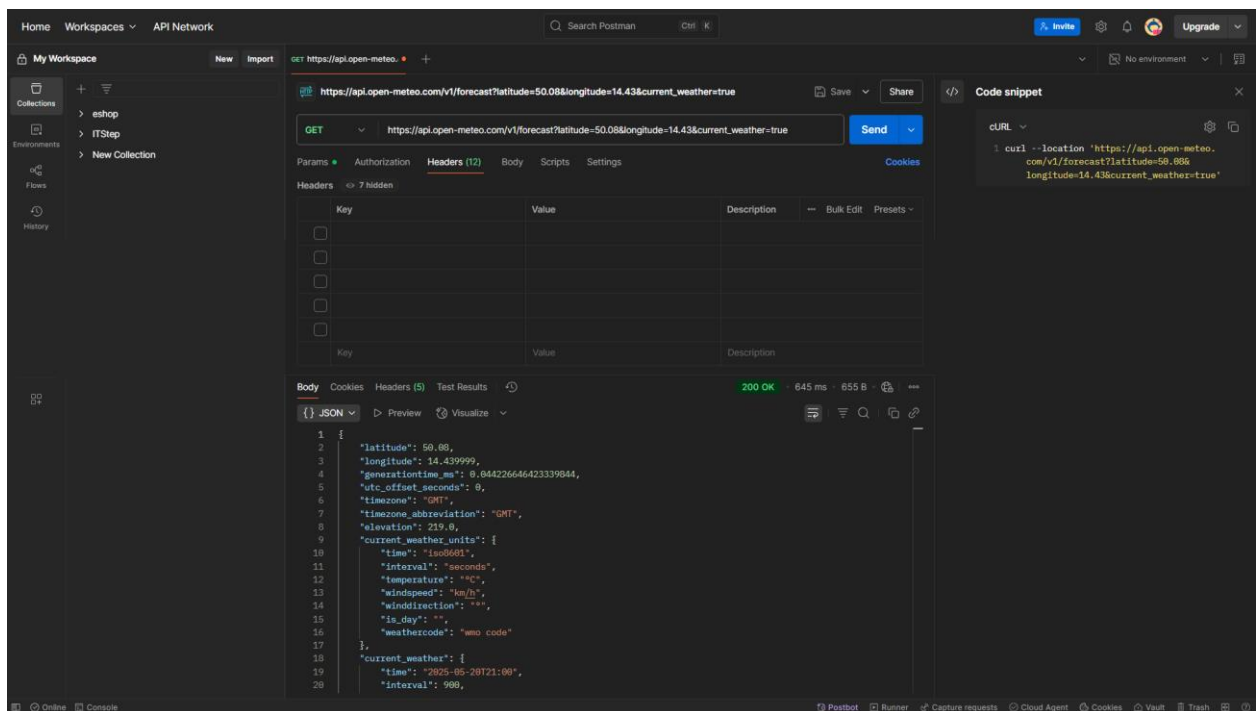 Home Workspaces API Network Search Postman Ctrl K Invite Upgrade
My Workspace New Import GET https://api.open-meteo. No environment
Collections
Environments
Flows
History
eshop
ITStep
New Collection
https://api.open-meteo.com/v1/forecast?latitude=50.08&longitude=14.43&current_weather=true Save Share
GET https://api.open-meteo.com/v1/forecast?latitude=50.08&longitude=14.43&current_weather=true Send
Params Authorization Headers (12) Body Scripts Settings Cookies
Headers 7 hidden
Key Value Description Bulk Edit Presets
Key Value Description
Body Cookies Headers (5) Test Results 200 OK 645 ms 655 B
{} JSON Preview Visualize
1 {
2 "latitude": 50.08,
3 "longitude": 14.439999,
4 "generationtime_ms": 0.044226646423339844,
5 "utc_offset_seconds": 0,
6 "timezone": "GMT",
7 "timezone_abbreviation": "GMT",
8 "elevation": 219.0,
9 "current_weather_units": {
10 "time": "iso8601",
11 "interval": "seconds",
12 "temperature": "°C",
13 "windspeed": "km/h",
14 "winddirection": "°",
15 "is_day": "",
16 "weathercode": "wmo code"
17 },
18 "current_weather": {
19 "time": "2025-05-20T21:00",
20 "interval": 900,
</> Code snippet
cURL
1 curl --location 'https://api.open-meteo.
com/v1/forecast?latitude=50.08&
longitude=14.43&current_weather=true'
Online Console Postbot Runner Capture requests Cloud Agent Cookies Vault Trash